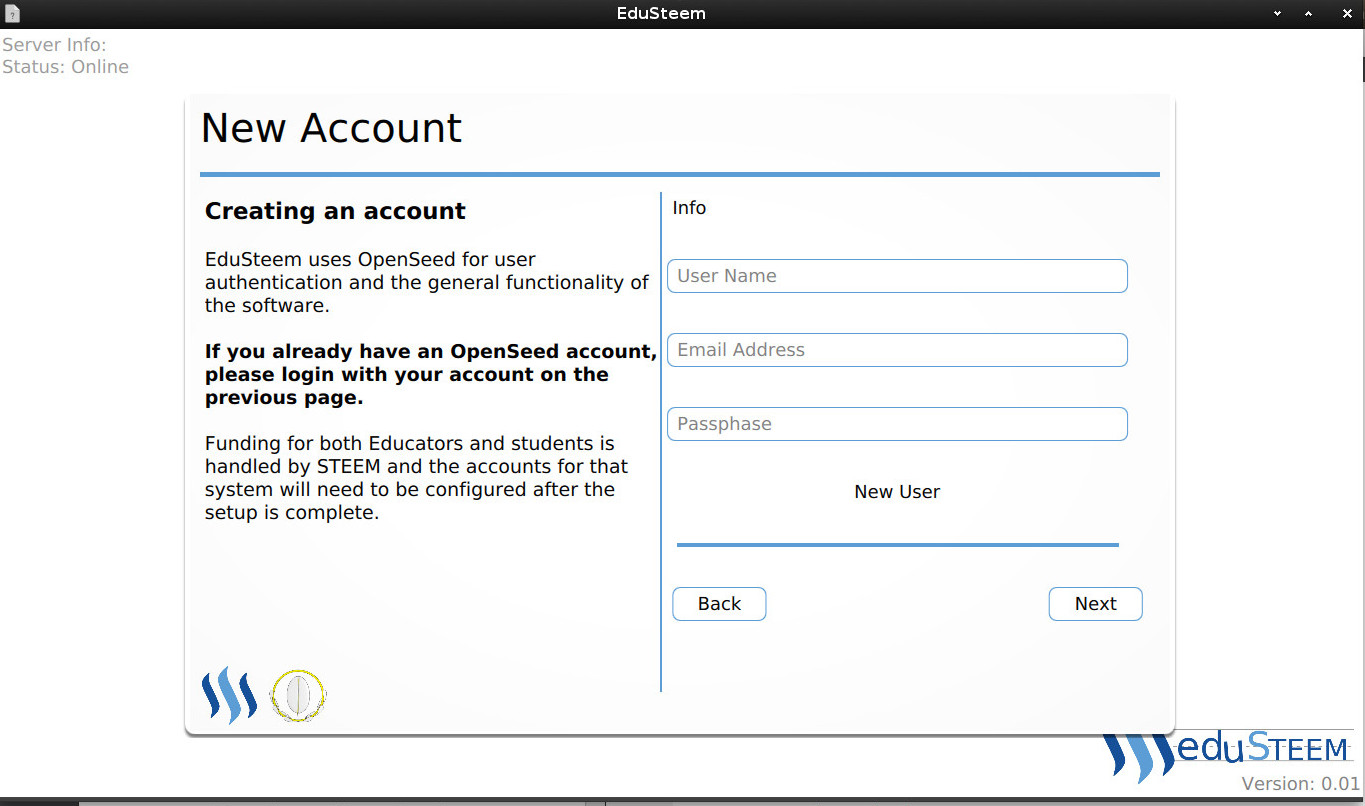 EduSteem
Server Info:
Status: Online
New Account
Creating an account
EduSteem uses OpenSeed for user
authentication and the general functionality of
the software.
If you already have an OpenSeed account,
please login with your account on the
previous page.
Funding for both Educators and students is
handled by STEEM and the accounts for that
system will need to be configured after the
setup is complete.
Info
User Name
Email Address
Passphase
New User
Back
Next
eduSTEEM
Version: 0.01